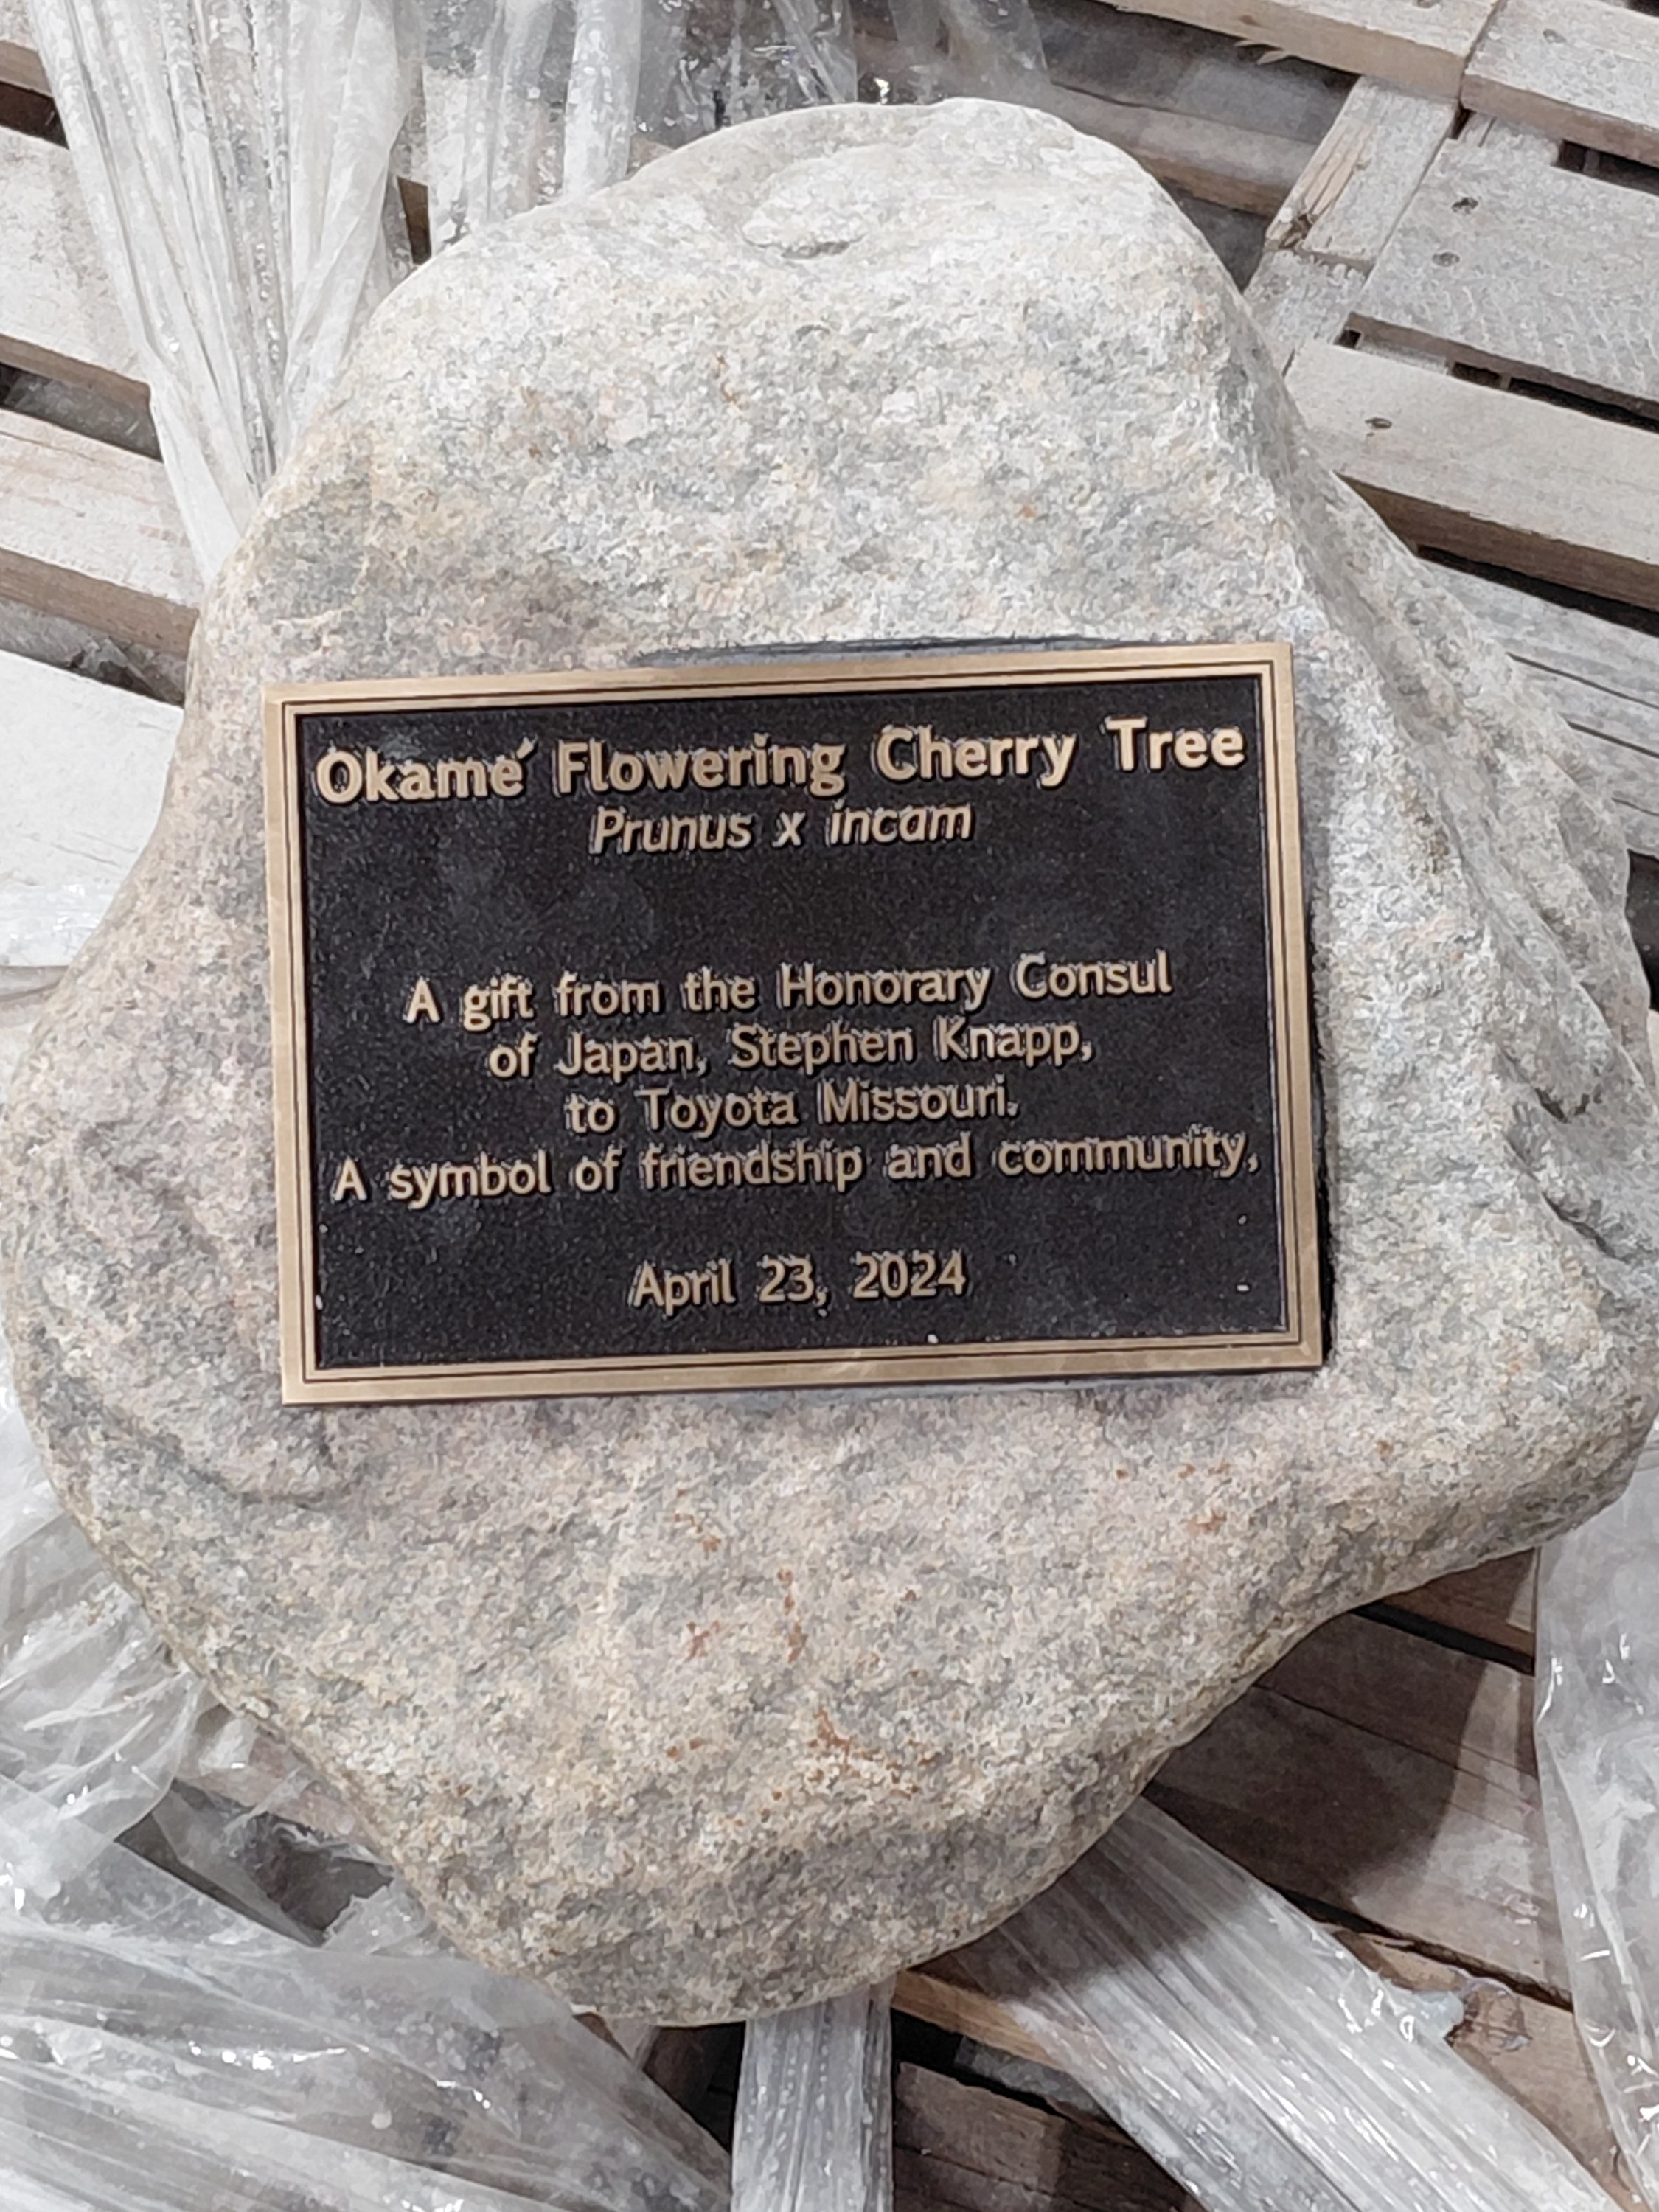 Okamé Flowering Cherry Tree
Prunus x incam
A gift from the Honorary Consul
of Japan, Stephen Knapp,
to Toyota Missouri.
A symbol of friendship and community,
April 23, 2024